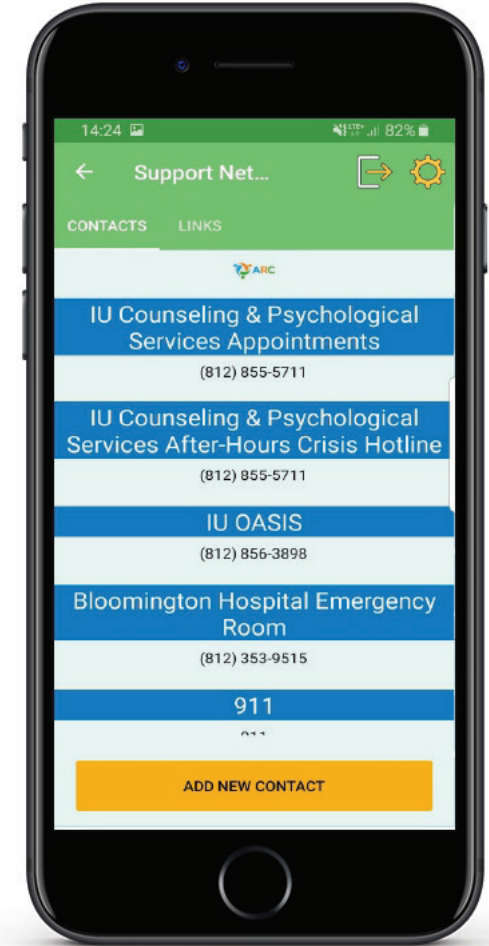 14:24 LTE+ 82%
Support Net...
CONTACTS LINKS
ARC
IU Counseling & Psychological
Services Appointments
(812) 855-5711
IU Counseling & Psychological
Services After-Hours Crisis Hotline
(812) 855-5711
IU OASIS
(812) 856-3898
Bloomington Hospital Emergency
Room
(812) 353-9515
911
911
ADD NEW CONTACT